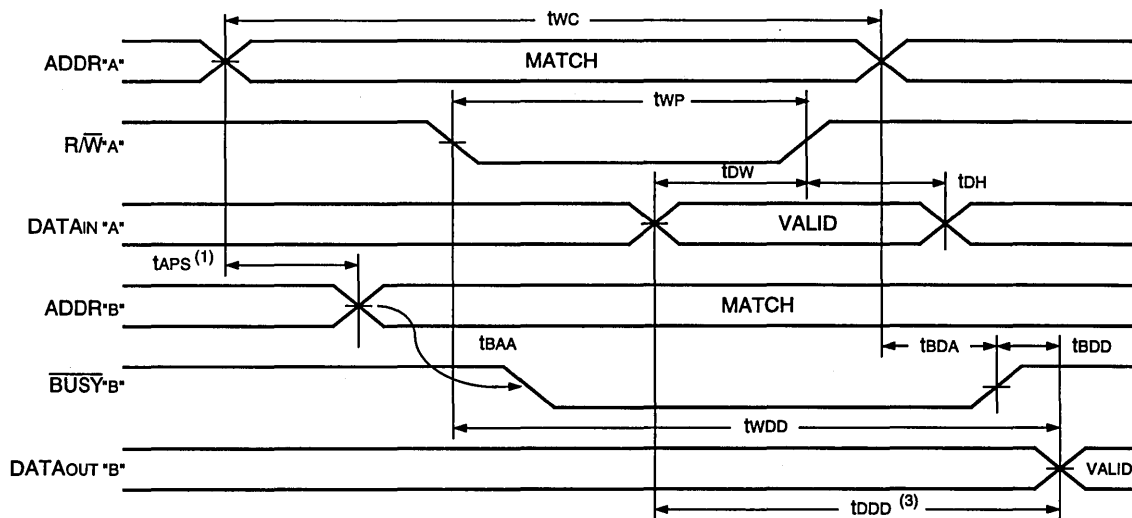 tWC
ADDR"A"
MATCH
tWP
R/W̅"A"
tDW
tDH
DATAIN "A"
VALID
tAPS (1)
ADDR"B"
MATCH
tBAA
tBDA
tBDD
B̅U̅S̅Y̅"B"
tWDD
DATAOUT "B"
VALID
tDDD (3)